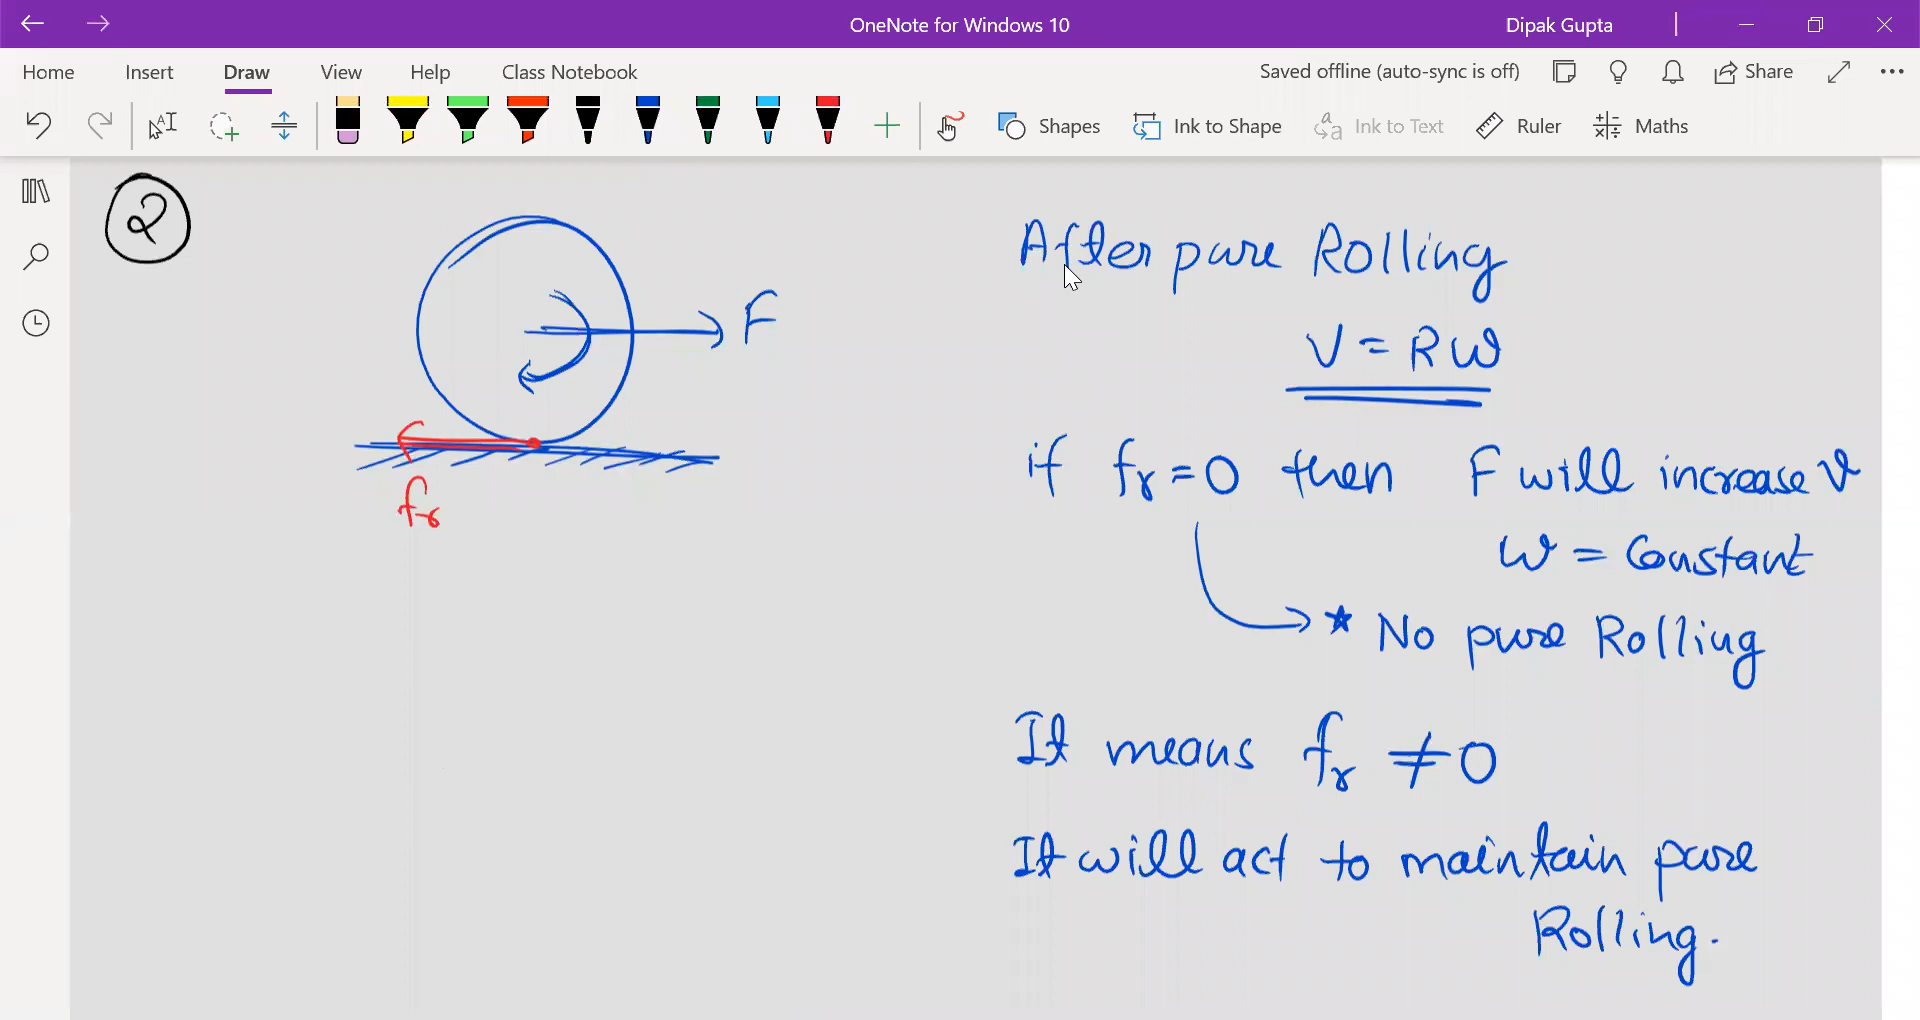 OneNote for Windows 10
Dipak Gupta
Home Insert Draw View Help Class Notebook
Saved offline (auto-sync is off) Share
Shapes Ink to Shape Ink to Text Ruler Maths
2
After pure Rolling
F
V = RW
if fr = 0 then F will increase v
fr
W = Constant
★ No pure Rolling
It means fr ≠ 0
It will act to maintain pure
Rolling.